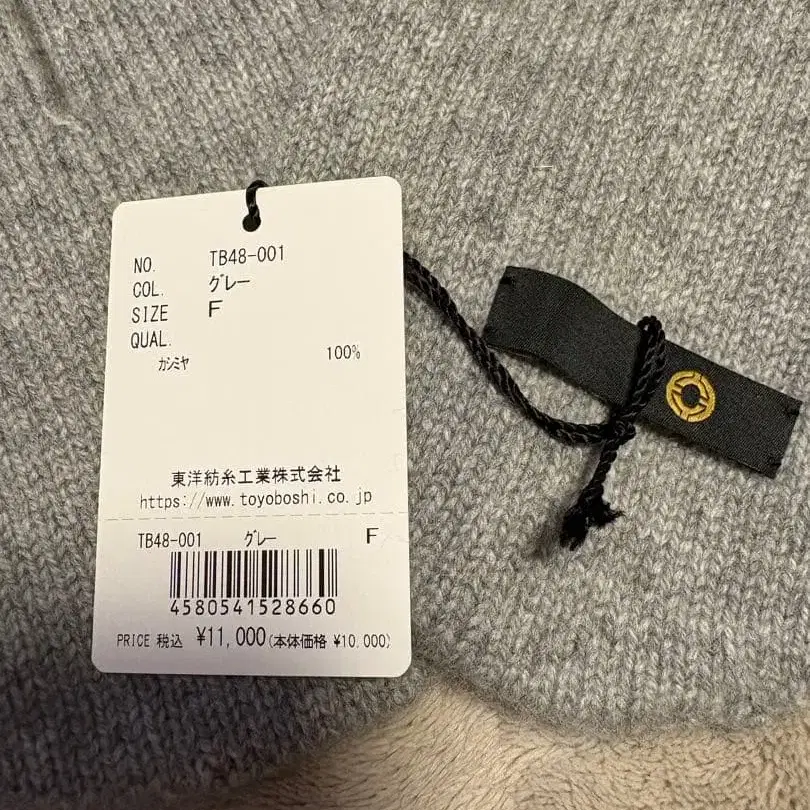 NO. TB48-001
COL. グレー
SIZE F
QUAL.
カシミヤ 100%
東洋紡糸工業株式会社
https://www.toyoboshi.co.jp
TB48-001 グレー F
4580541528660
PRICE 税込 ¥11,000(本体価格 ¥10,000)